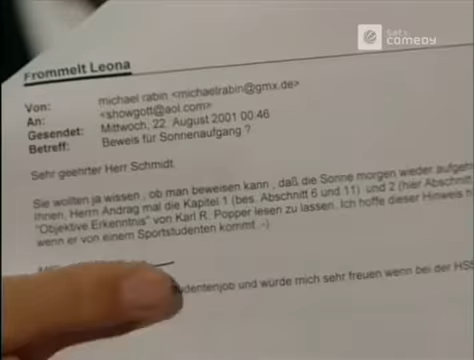 Sat1
comedy
Frommelt Leona
Von: michael rabin <michaelrabin@gmx.de>
An: <showgott@aol.com>
Gesendet: Mittwoch, 22. August 2001 00:46
Betreff: Beweis für Sonnenaufgang ?
Sehr geehrter Herr Schmidt,
Sie wollten ja wissen , ob man beweisen kann , daß die Sonne morgen wieder
Ihnen, Herrn Andrag mal die Kapitel 1 (bes. Abschnitt 6 und 11) und 2 (hier Abschnitt
"Objektive Erkenntnis" von Karl R. Popper lesen zu lassen. Ich hoffe dieser Hinweis
wenn er von einem Sportstudenten kommt :-)
und würde mich sehr freuen wenn bei der